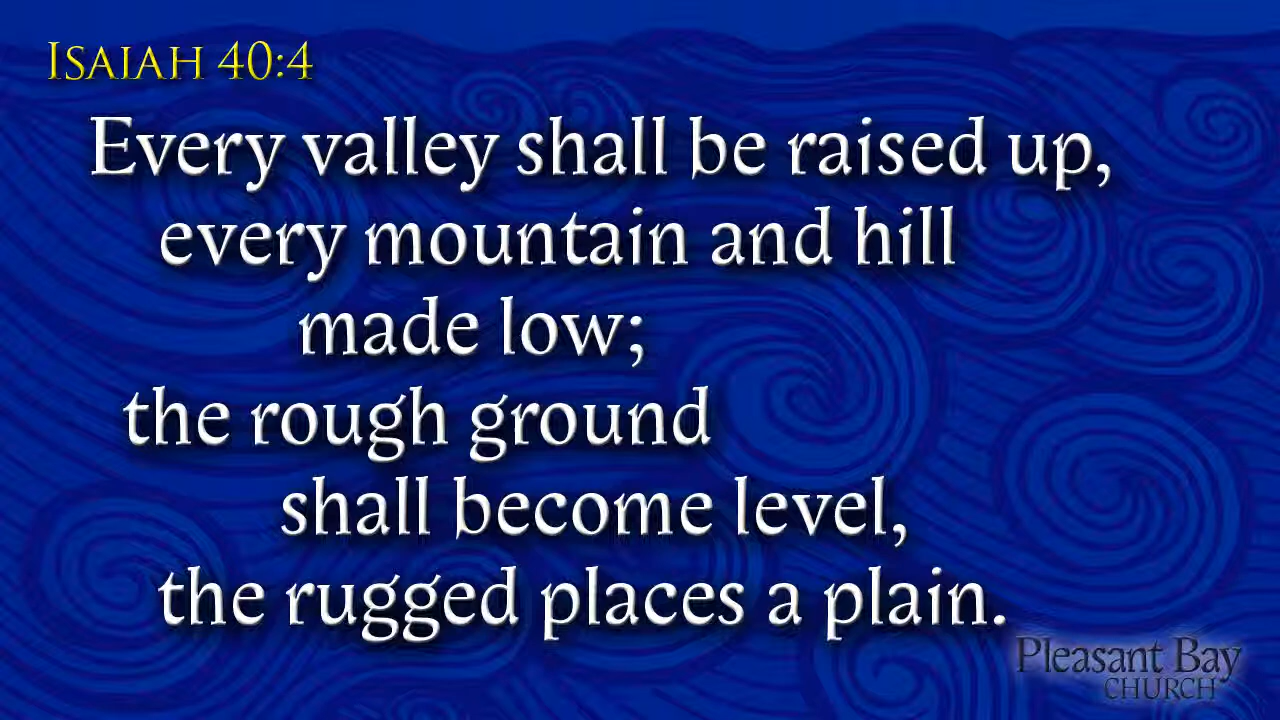 Isaiah 40:4
Every valley shall be raised up,
every mountain and hill
made low;
the rough ground
shall become level,
the rugged places a plain.
Pleasant Bay
CHURCH